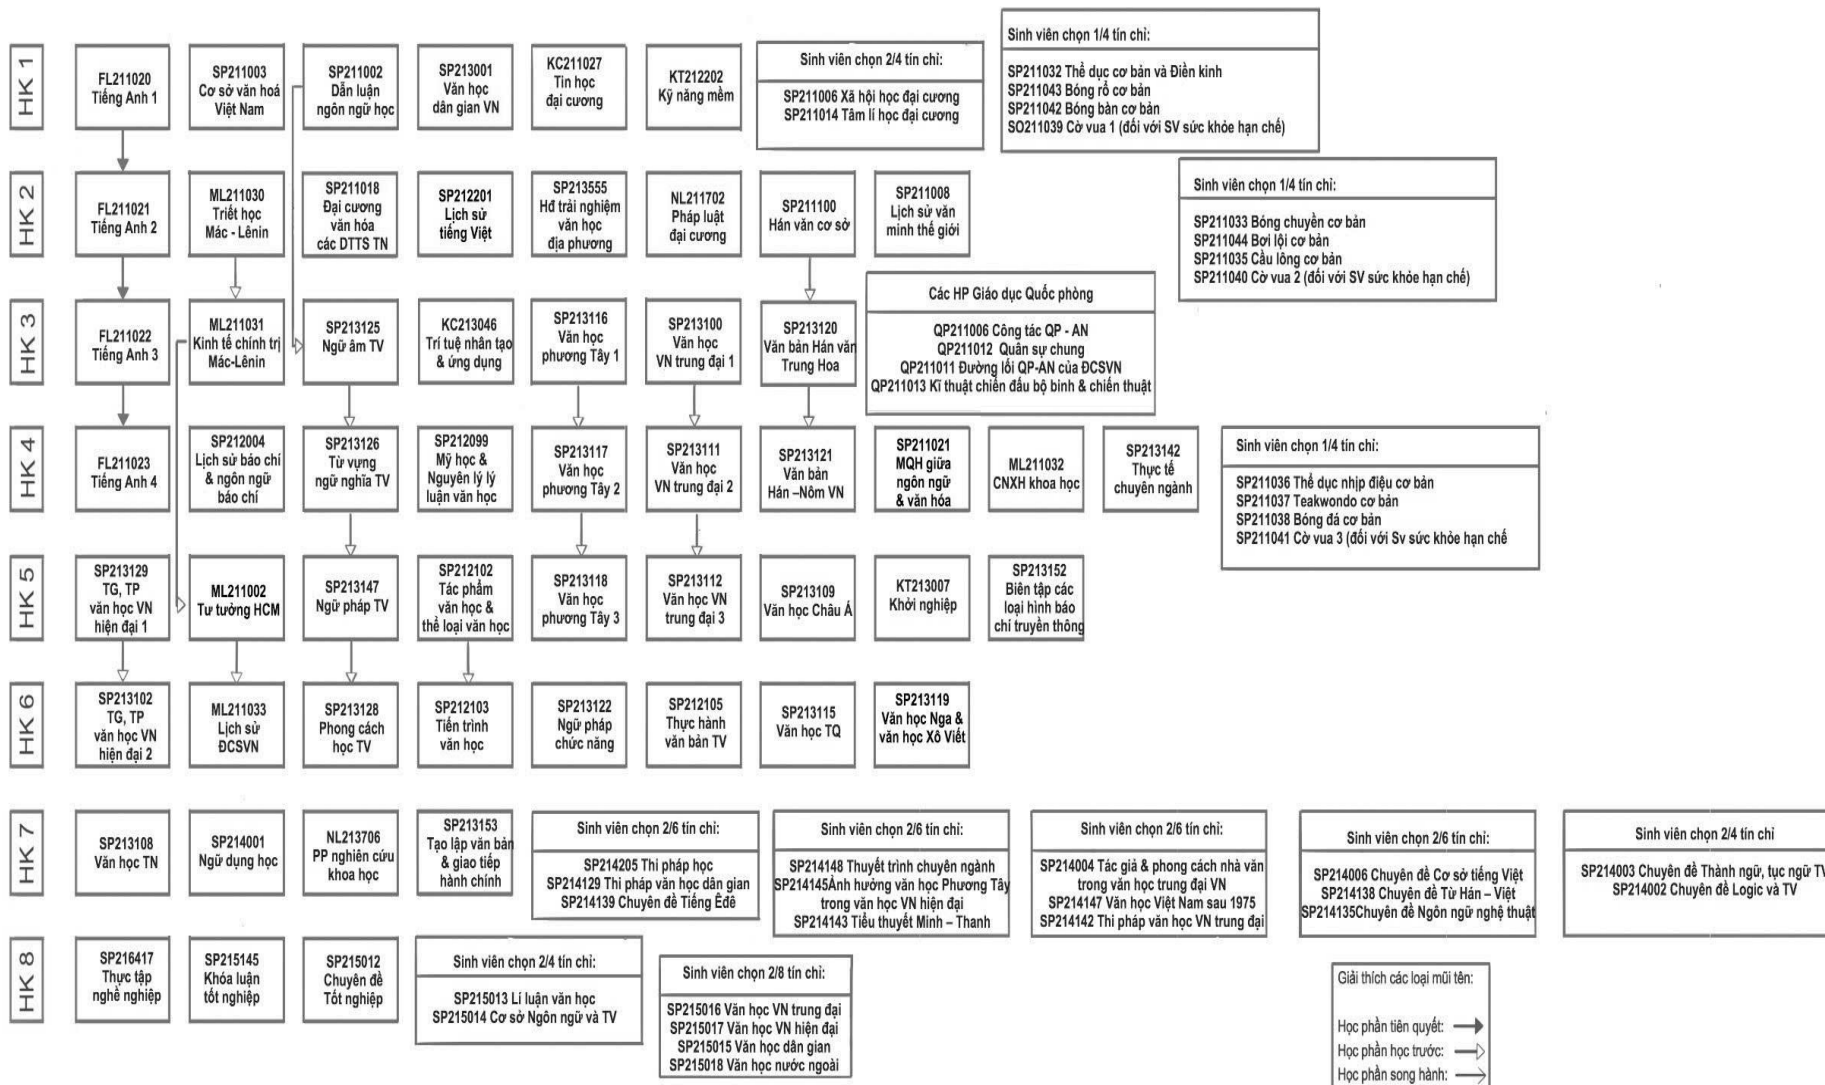 HK 1
FL211020
Tiếng Anh 1
SP211003
Cơ sở văn hoá
Việt Nam
SP211002
Dẫn luận
ngôn ngữ học
SP213001
Văn học
dân gian VN
KC211027
Tin học
đại cương
KT212202
Kỹ năng mềm
Sinh viên chọn 2/4 tín chỉ:
SP211006 Xã hội học đại cương
SP211014 Tâm lí học đại cương
Sinh viên chọn 1/4 tín chỉ:
SP211032 Thể dục cơ bản và Điền kinh
SP211043 Bóng rổ cơ bản
SP211042 Bóng bàn cơ bản
SO211039 Cờ vua 1 (đối với SV sức khỏe hạn chế)
HK 2
FL211021
Tiếng Anh 2
ML211030
Triết học
Mác - Lênin
SP211018
Đại cương
văn hóa
các DTTS TN
SP212201
Lịch sử
tiếng Việt
SP213555
Hđ trải nghiệm
văn học
địa phương
NL211702
Pháp luật
đại cương
SP211100
Hán văn cơ sở
SP211008
Lịch sử văn
minh thế giới
Sinh viên chọn 1/4 tín chỉ:
SP211033 Bóng chuyền cơ bản
SP211044 Bơi lội cơ bản
SP211035 Cầu lông cơ bản
SP211040 Cờ vua 2 (đối với SV sức khỏe hạn chế)
HK 3
FL211022
Tiếng Anh 3
ML211031
Kinh tế chính trị
Mác-Lênin
SP213125
Ngữ âm TV
KC213046
Trí tuệ nhân tạo
& ứng dụng
SP213116
Văn học
phương Tây 1
SP213100
Văn học
VN trung đại 1
SP213120
Văn bản Hán văn
Trung Hoa
Các HP Giáo dục Quốc phòng
QP211006 Công tác QP - AN
QP211012 Quân sự chung
QP211011 Đường lối QP-AN của ĐCSVN
QP211013 Kĩ thuật chiến đấu bộ binh & chiến thuật
HK 4
FL211023
Tiếng Anh 4
SP212004
Lịch sử báo chí
& ngôn ngữ
báo chí
SP213126
Từ vựng
ngữ nghĩa TV
SP212099
Mỹ học &
Nguyên lý lý
luận văn học
SP213117
Văn học
phương Tây 2
SP213111
Văn học
VN trung đại 2
SP213121
Văn bản
Hán –Nôm VN
SP211021
MQH giữa
ngôn ngữ
& văn hóa
ML211032
CNXH khoa học
SP213142
Thực tế
chuyên ngành
Sinh viên chọn 1/4 tín chỉ:
SP211036 Thể dục nhịp điệu cơ bản
SP211037 Teakwondo cơ bản
SP211038 Bóng đá cơ bản
SP211041 Cờ vua 3 (đối với Sv sức khỏe hạn chế
HK 5
SP213129
TG, TP
văn học VN
hiện đại 1
ML211002
Tư tưởng HCM
SP213147
Ngữ pháp TV
SP212102
Tác phẩm
văn học &
thể loại văn học
SP213118
Văn học
phương Tây 3
SP213112
Văn học VN
trung đại 3
SP213109
Văn học Châu Á
KT213007
Khởi nghiệp
SP213152
Biên tập các
loại hình báo
chí truyền thông
HK 6
SP213102
TG, TP
văn học VN
hiện đại 2
ML211033
Lịch sử
ĐCSVN
SP213128
Phong cách
học TV
SP212103
Tiến trình
văn học
SP213122
Ngữ pháp
chức năng
SP212105
Thực hành
văn bản TV
SP213115
Văn học TQ
SP213119
Văn học Nga &
văn học Xô Viết
HK 7
SP213108
Văn học TN
SP214001
Ngữ dụng học
NL213706
PP nghiên cứu
khoa học
SP213153
Tạo lập văn bản
& giao tiếp
hành chính
Sinh viên chọn 2/6 tín chỉ:
SP214205 Thi pháp học
SP214129 Thi pháp văn học dân gian
SP214139 Chuyên đề Tiếng Êđê
Sinh viên chọn 2/6 tín chỉ:
SP214148 Thuyết trình chuyên ngành
SP214145Ảnh hưởng văn học Phương Tây
trong văn học VN hiện đại
SP214143 Tiểu thuyết Minh – Thanh
Sinh viên chọn 2/6 tín chỉ:
SP214004 Tác giả & phong cách nhà văn
trong văn học trung đại VN
SP214147 Văn học Việt Nam sau 1975
SP214142 Thi pháp văn học VN trung đại
Sinh viên chọn 2/6 tín chỉ:
SP214006 Chuyên đề Cơ sở tiếng Việt
SP214138 Chuyên đề Từ Hán – Việt
SP214135Chuyên đề Ngôn ngữ nghệ thuật
Sinh viên chọn 2/4 tín chỉ
SP214003 Chuyên đề Thành ngữ, tục ngữ TV
SP214002 Chuyên đề Logic và TV
HK 8
SP216417
Thực tập
nghề nghiệp
SP215145
Khóa luận
tốt nghiệp
SP215012
Chuyên đề
Tốt nghiệp
Sinh viên chọn 2/4 tín chỉ:
SP215013 Lí luận văn học
SP215014 Cơ sở Ngôn ngữ và TV
Sinh viên chọn 2/8 tín chỉ:
SP215016 Văn học VN trung đại
SP215017 Văn học VN hiện đại
SP215015 Văn học dân gian
SP215018 Văn học nước ngoài
Giải thích các loại mũi tên:
Học phần tiên quyết:
Học phần học trước:
Học phần song hành: